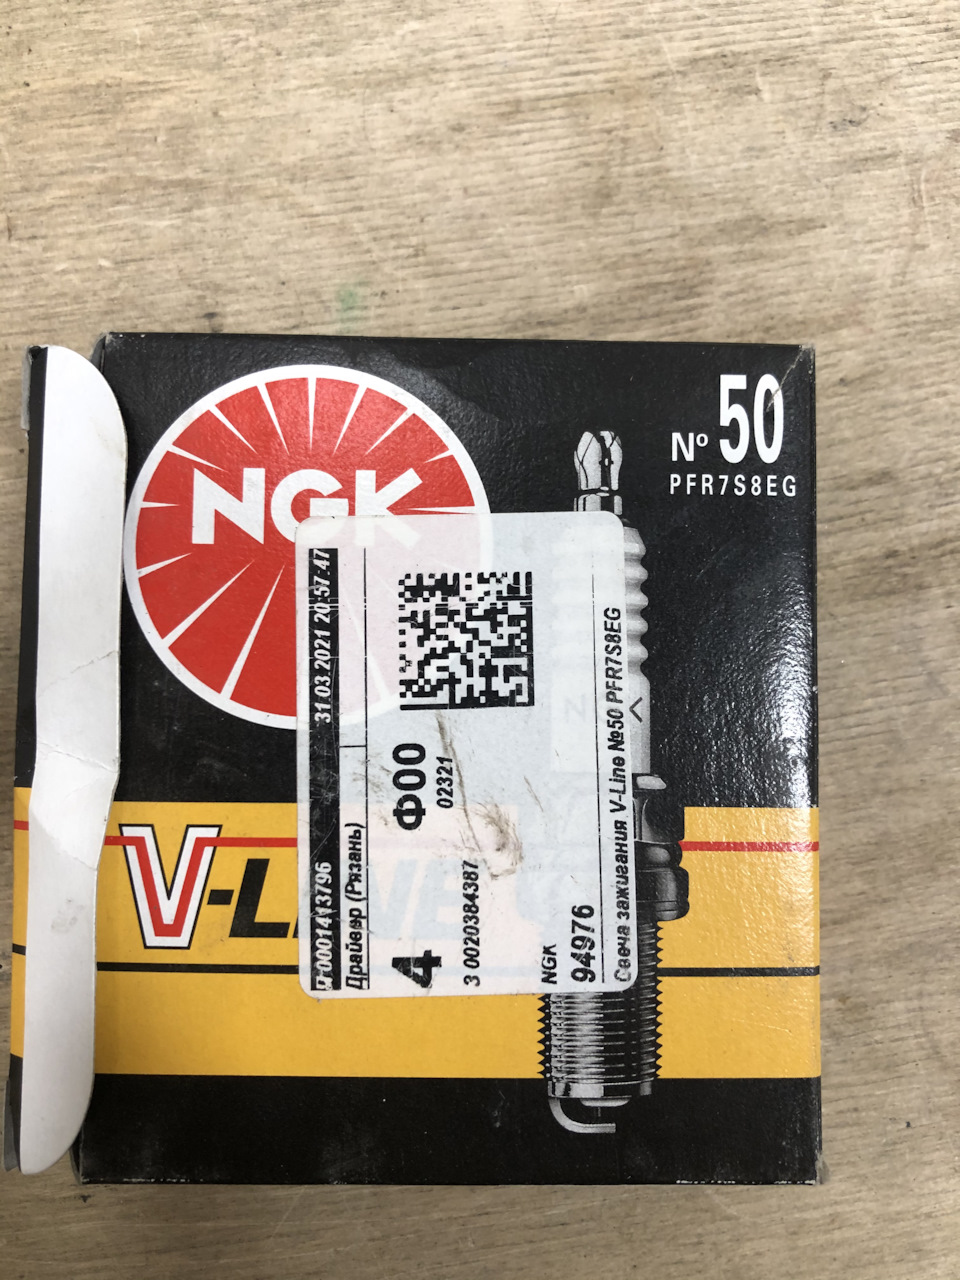 NGK
Nº 50
PFR7S8EG
V-LINE
31.03.2021 20:57:47
Драйвер (Рязань)
Ф00
02321
4
3 0020384387
NGK
94976
Свеча зажигания V-Line №50 PFR7S8EG